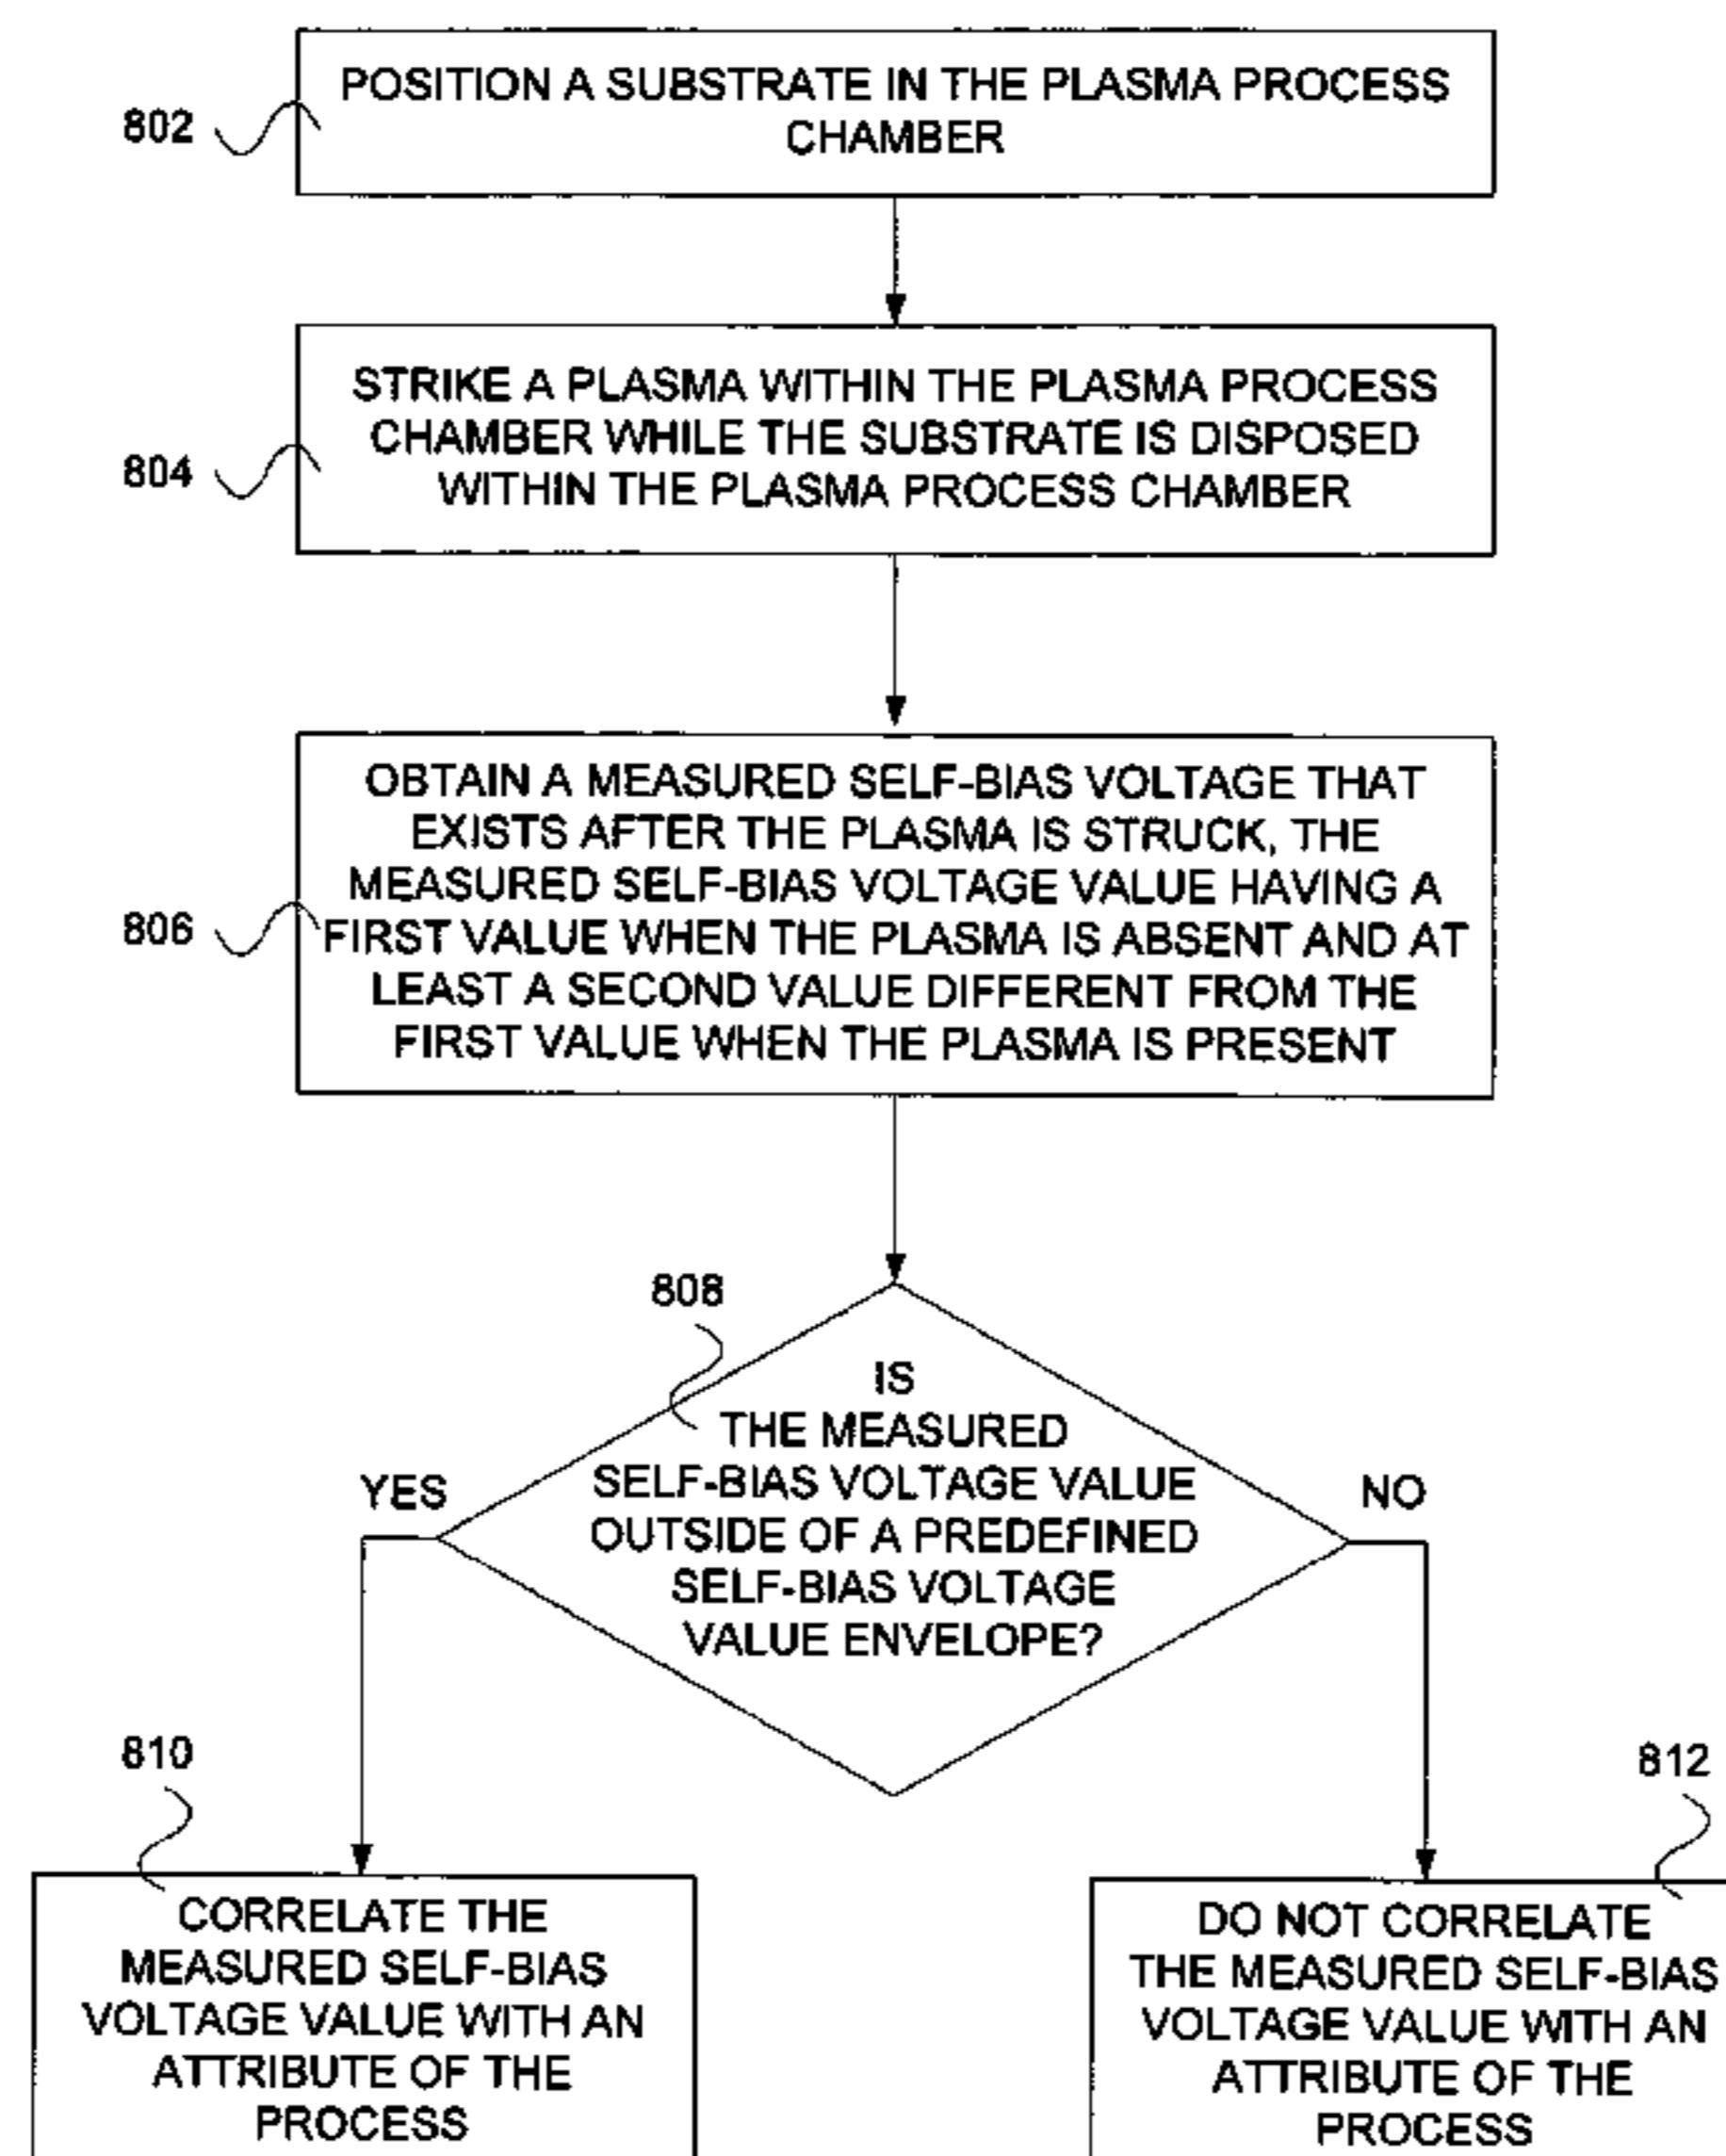 POSITION A SUBSTRATE IN THE PLASMA PROCESS
CHAMBER
802
STRIKE A PLASMA WITHIN THE PLASMA PROCESS
CHAMBER WHILE THE SUBSTRATE IS DISPOSED
WITHIN THE PLASMA PROCESS CHAMBER
804
OBTAIN A MEASURED SELF-BIAS VOLTAGE THAT
EXISTS AFTER THE PLASMA IS STRUCK, THE
MEASURED SELF-BIAS VOLTAGE VALUE HAVING A
FIRST VALUE WHEN THE PLASMA IS ABSENT AND AT
LEAST A SECOND VALUE DIFFERENT FROM THE
FIRST VALUE WHEN THE PLASMA IS PRESENT
806
808
IS
THE MEASURED
SELF-BIAS VOLTAGE VALUE
OUTSIDE OF A PREDEFINED
SELF-BIAS VOLTAGE
VALUE ENVELOPE?
YES
NO
810
CORRELATE THE
MEASURED SELF-BIAS
VOLTAGE VALUE WITH AN
ATTRIBUTE OF THE
PROCESS
812
DO NOT CORRELATE
THE MEASURED SELF-BIAS
VOLTAGE VALUE WITH AN
ATTRIBUTE OF THE
PROCESS